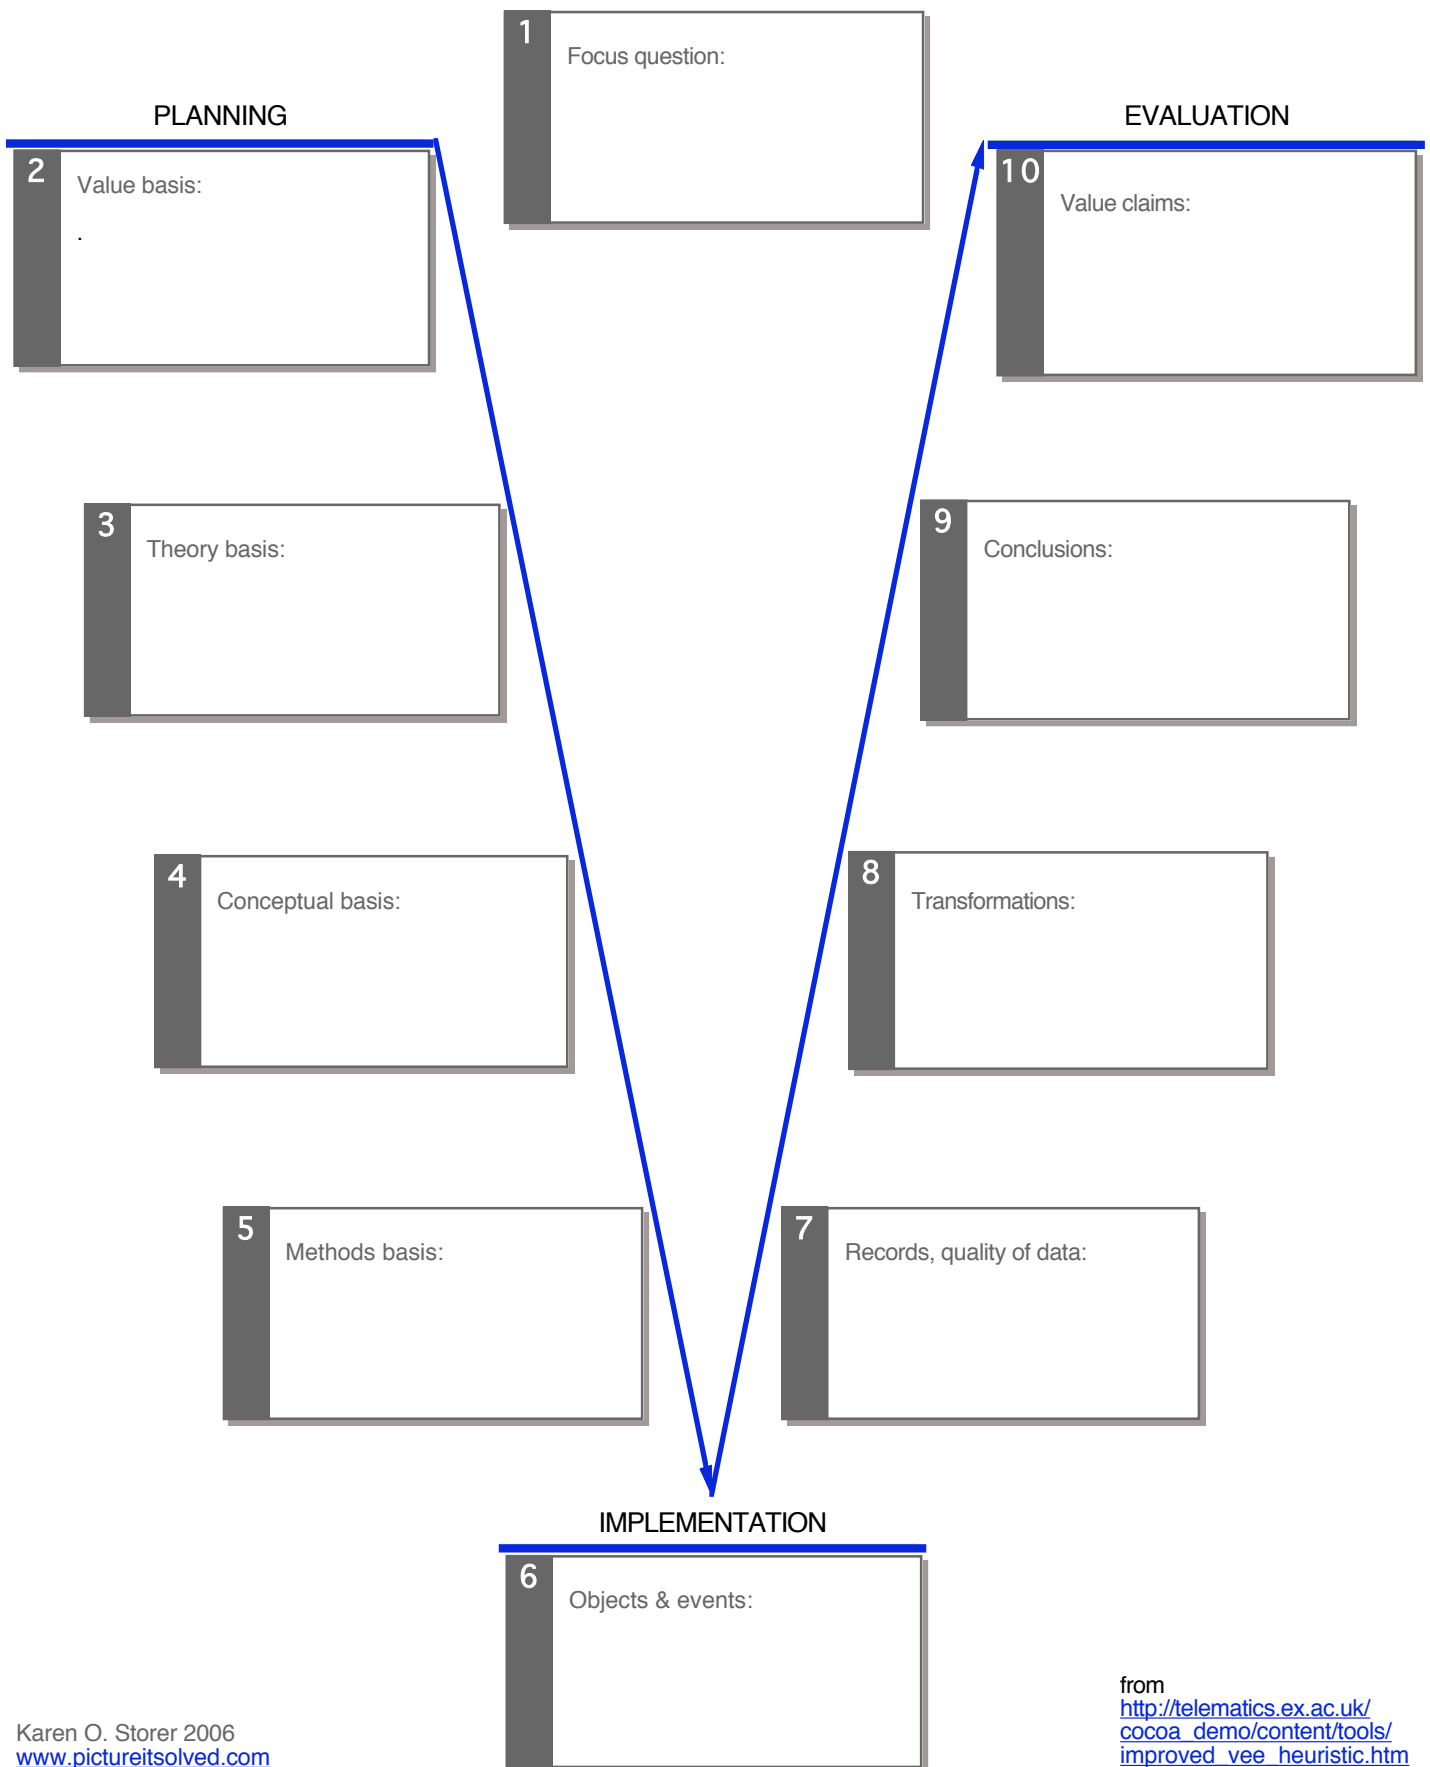 1
Focus question:
PLANNING
EVALUATION
2
Value basis:
.
10
Value claims:
3
Theory basis:
9
Conclusions:
4
Conceptual basis:
8
Transformations:
5
Methods basis:
7
Records, quality of data:
IMPLEMENTATION
6
Objects & events:
Karen O. Storer 2006
www.pictureitsolved.com
from
http://telematics.ex.ac.uk/
cocoa_demo/content/tools/
improved_vee_heuristic.htm